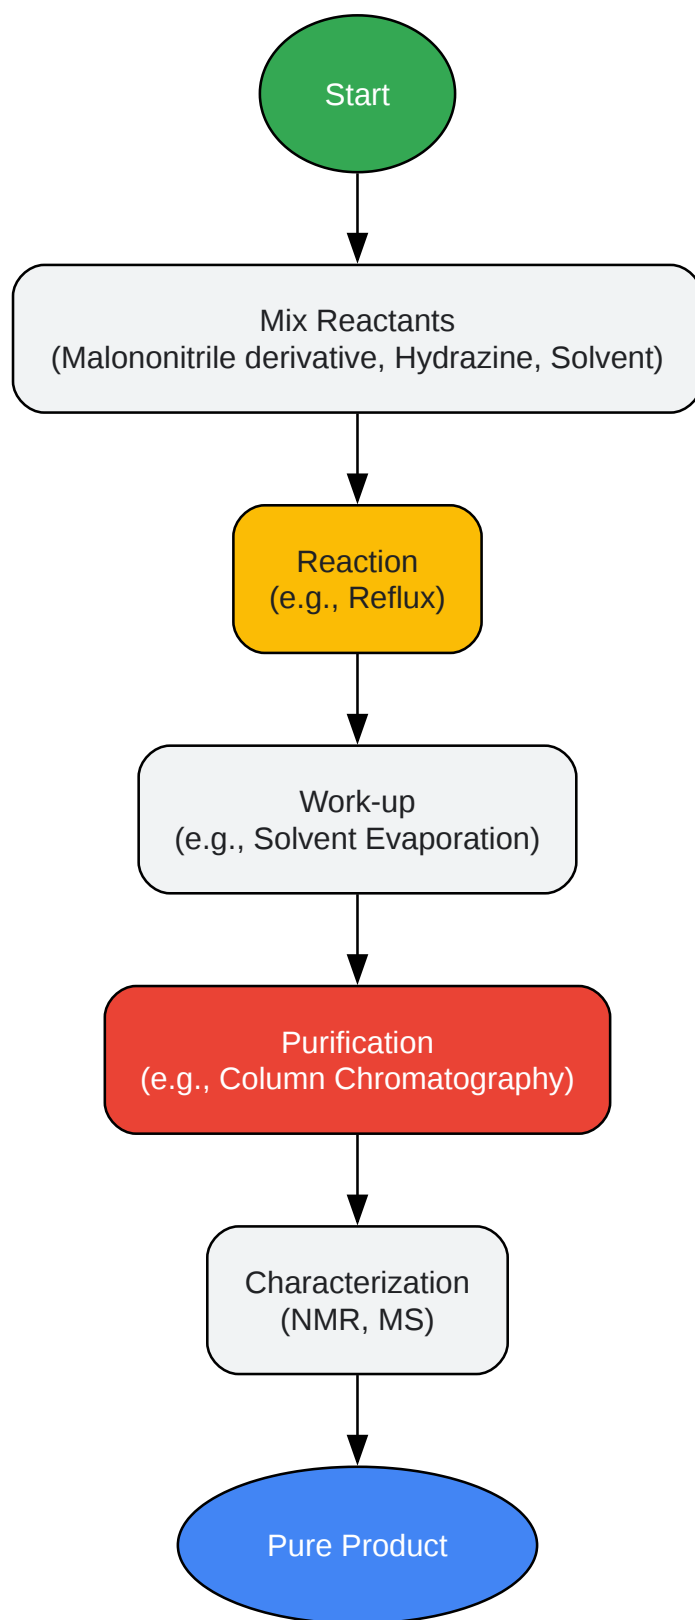 Start
Mix Reactants
(Malononitrile derivative, Hydrazine, Solvent)
Reaction
(e.g., Reflux)
Work-up
(e.g., Solvent Evaporation)
Purification
(e.g., Column Chromatography)
Characterization
(NMR, MS)
Pure Product